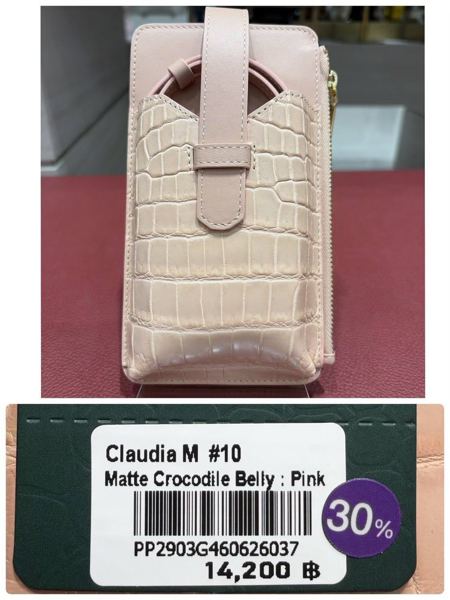 Claudia M #10
Matte Crocodile Belly : Pink
30%
PP2903G460626037
14,200 ฿